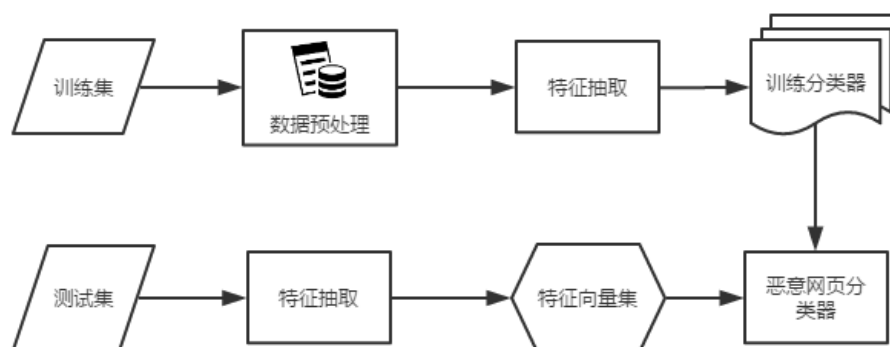 训练集
数据预处理
特征抽取
训练分类器
测试集
特征抽取
特征向量集
恶意网页分
类器